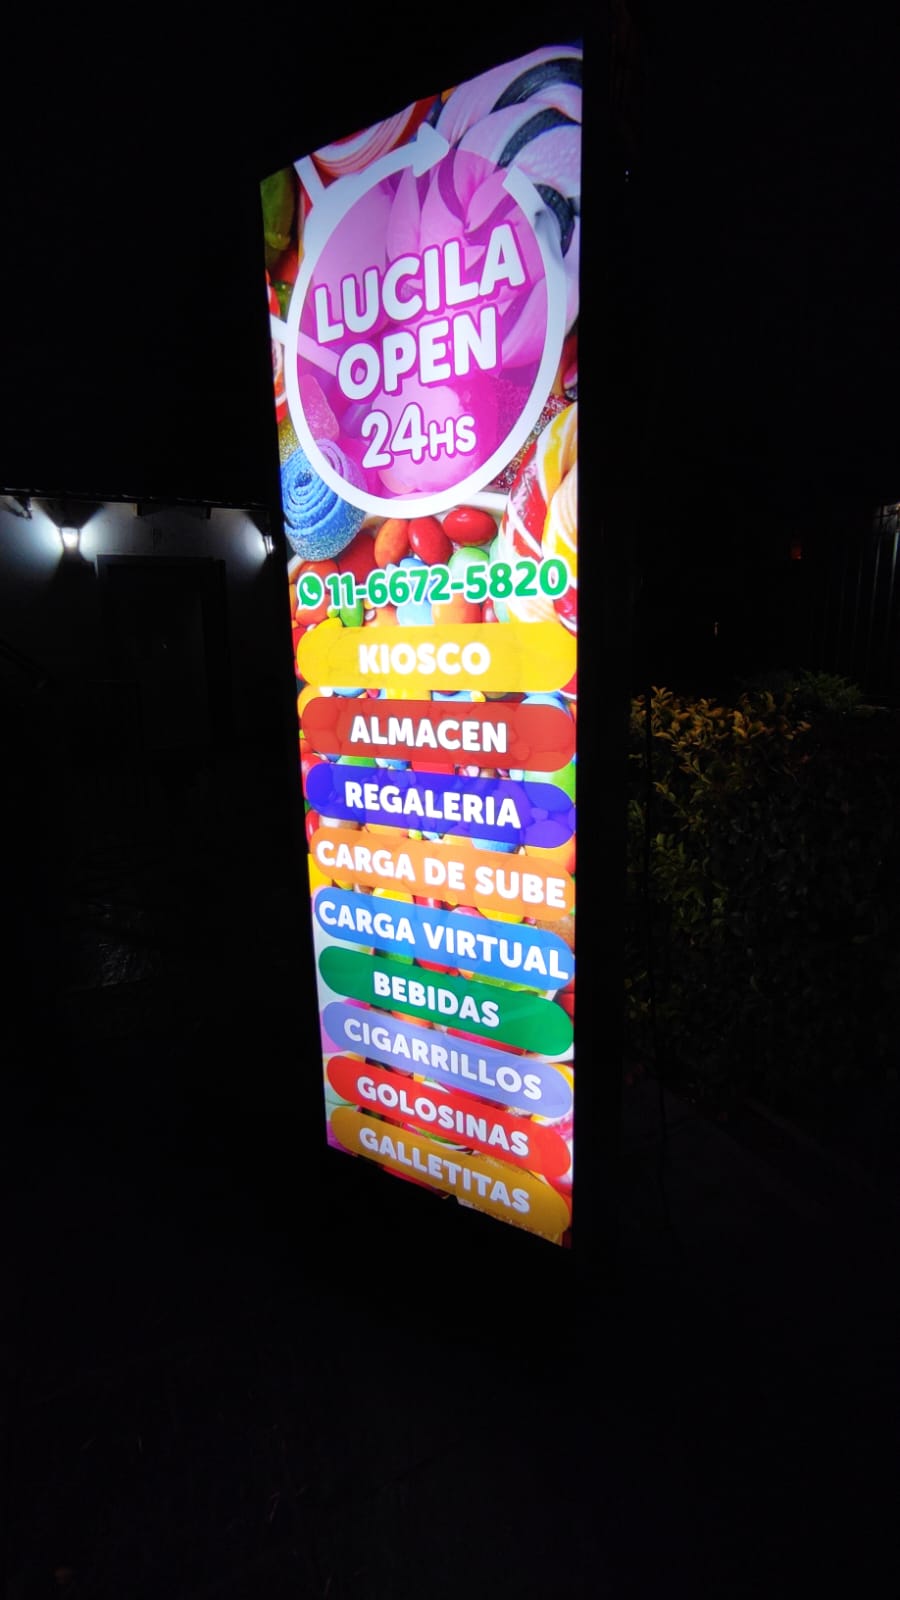 LUCILA
OPEN
24HS
11-6672-5820
KIOSCO
ALMACEN
REGALERIA
CARGA DE SUBE
CARGA VIRTUAL
BEBIDAS
CIGARRILLOS
GOLOSINAS
GALLETITAS